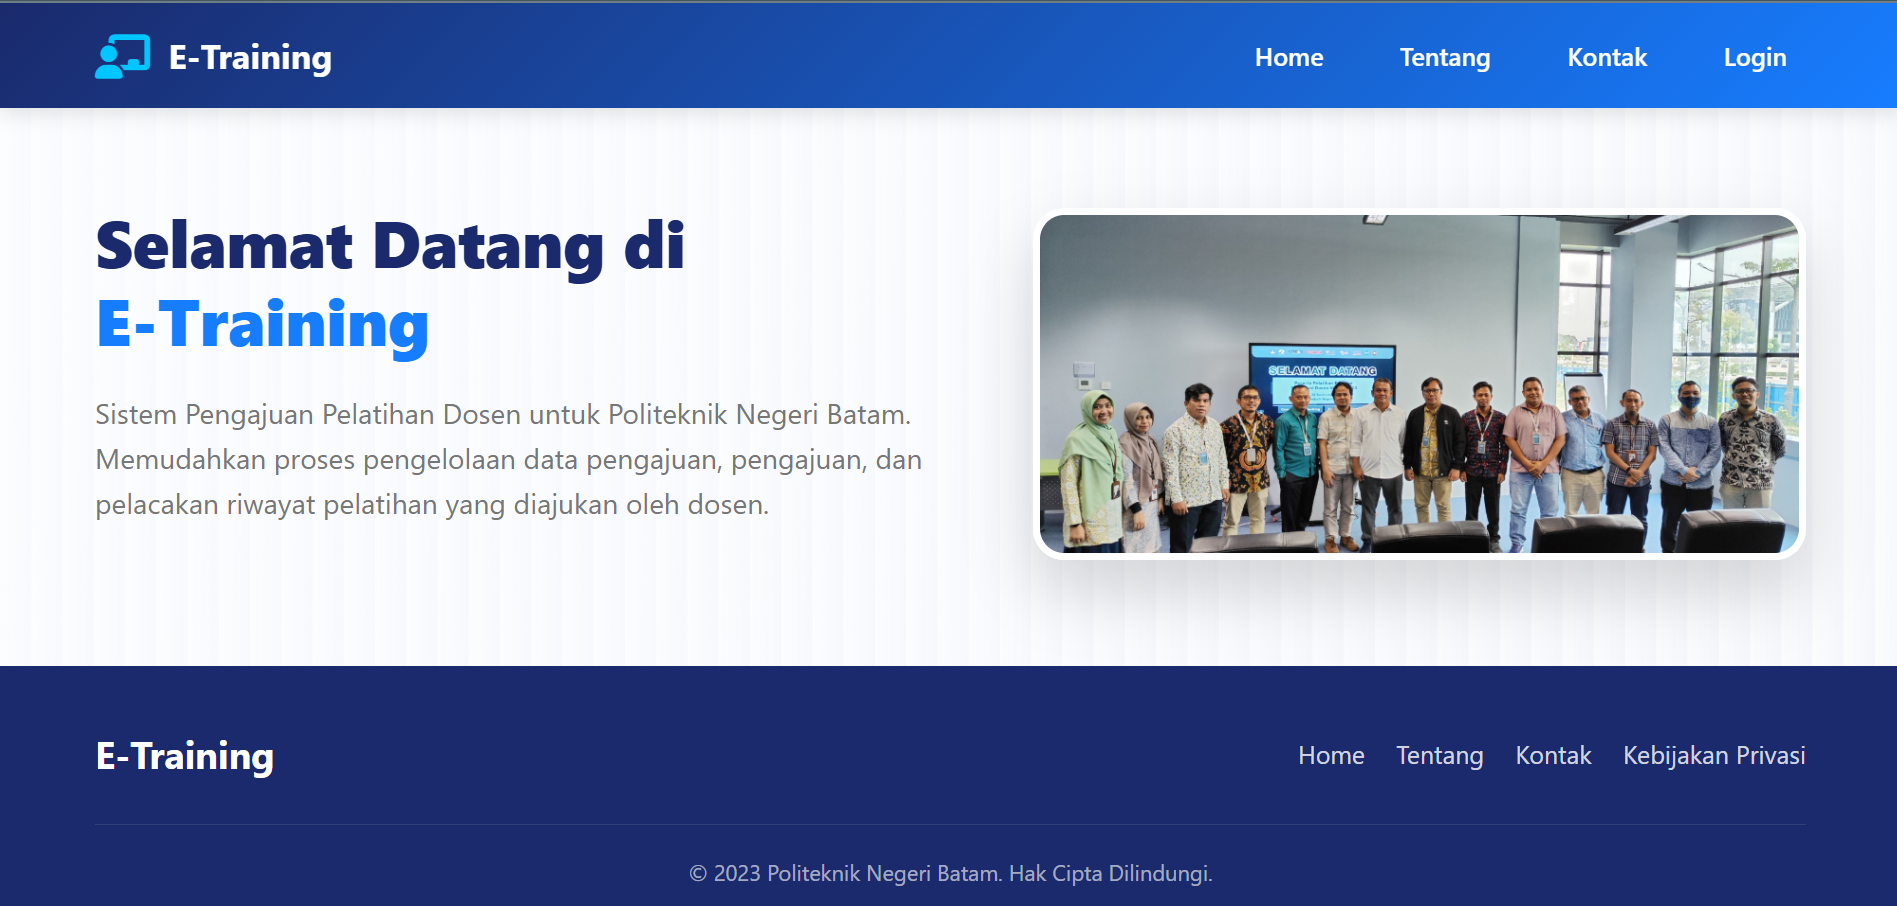 E-Training
Home Tentang Kontak Login
Selamat Datang di
E-Training
Sistem Pengajuan Pelatihan Dosen untuk Politeknik Negeri Batam.
Memudahkan proses pengelolaan data pengajuan, pengajuan, dan
pelacakan riwayat pelatihan yang diajukan oleh dosen.
SELAMAT DATANG
E-Training
Home Tentang Kontak Kebijakan Privasi
© 2023 Politeknik Negeri Batam. Hak Cipta Dilindungi.